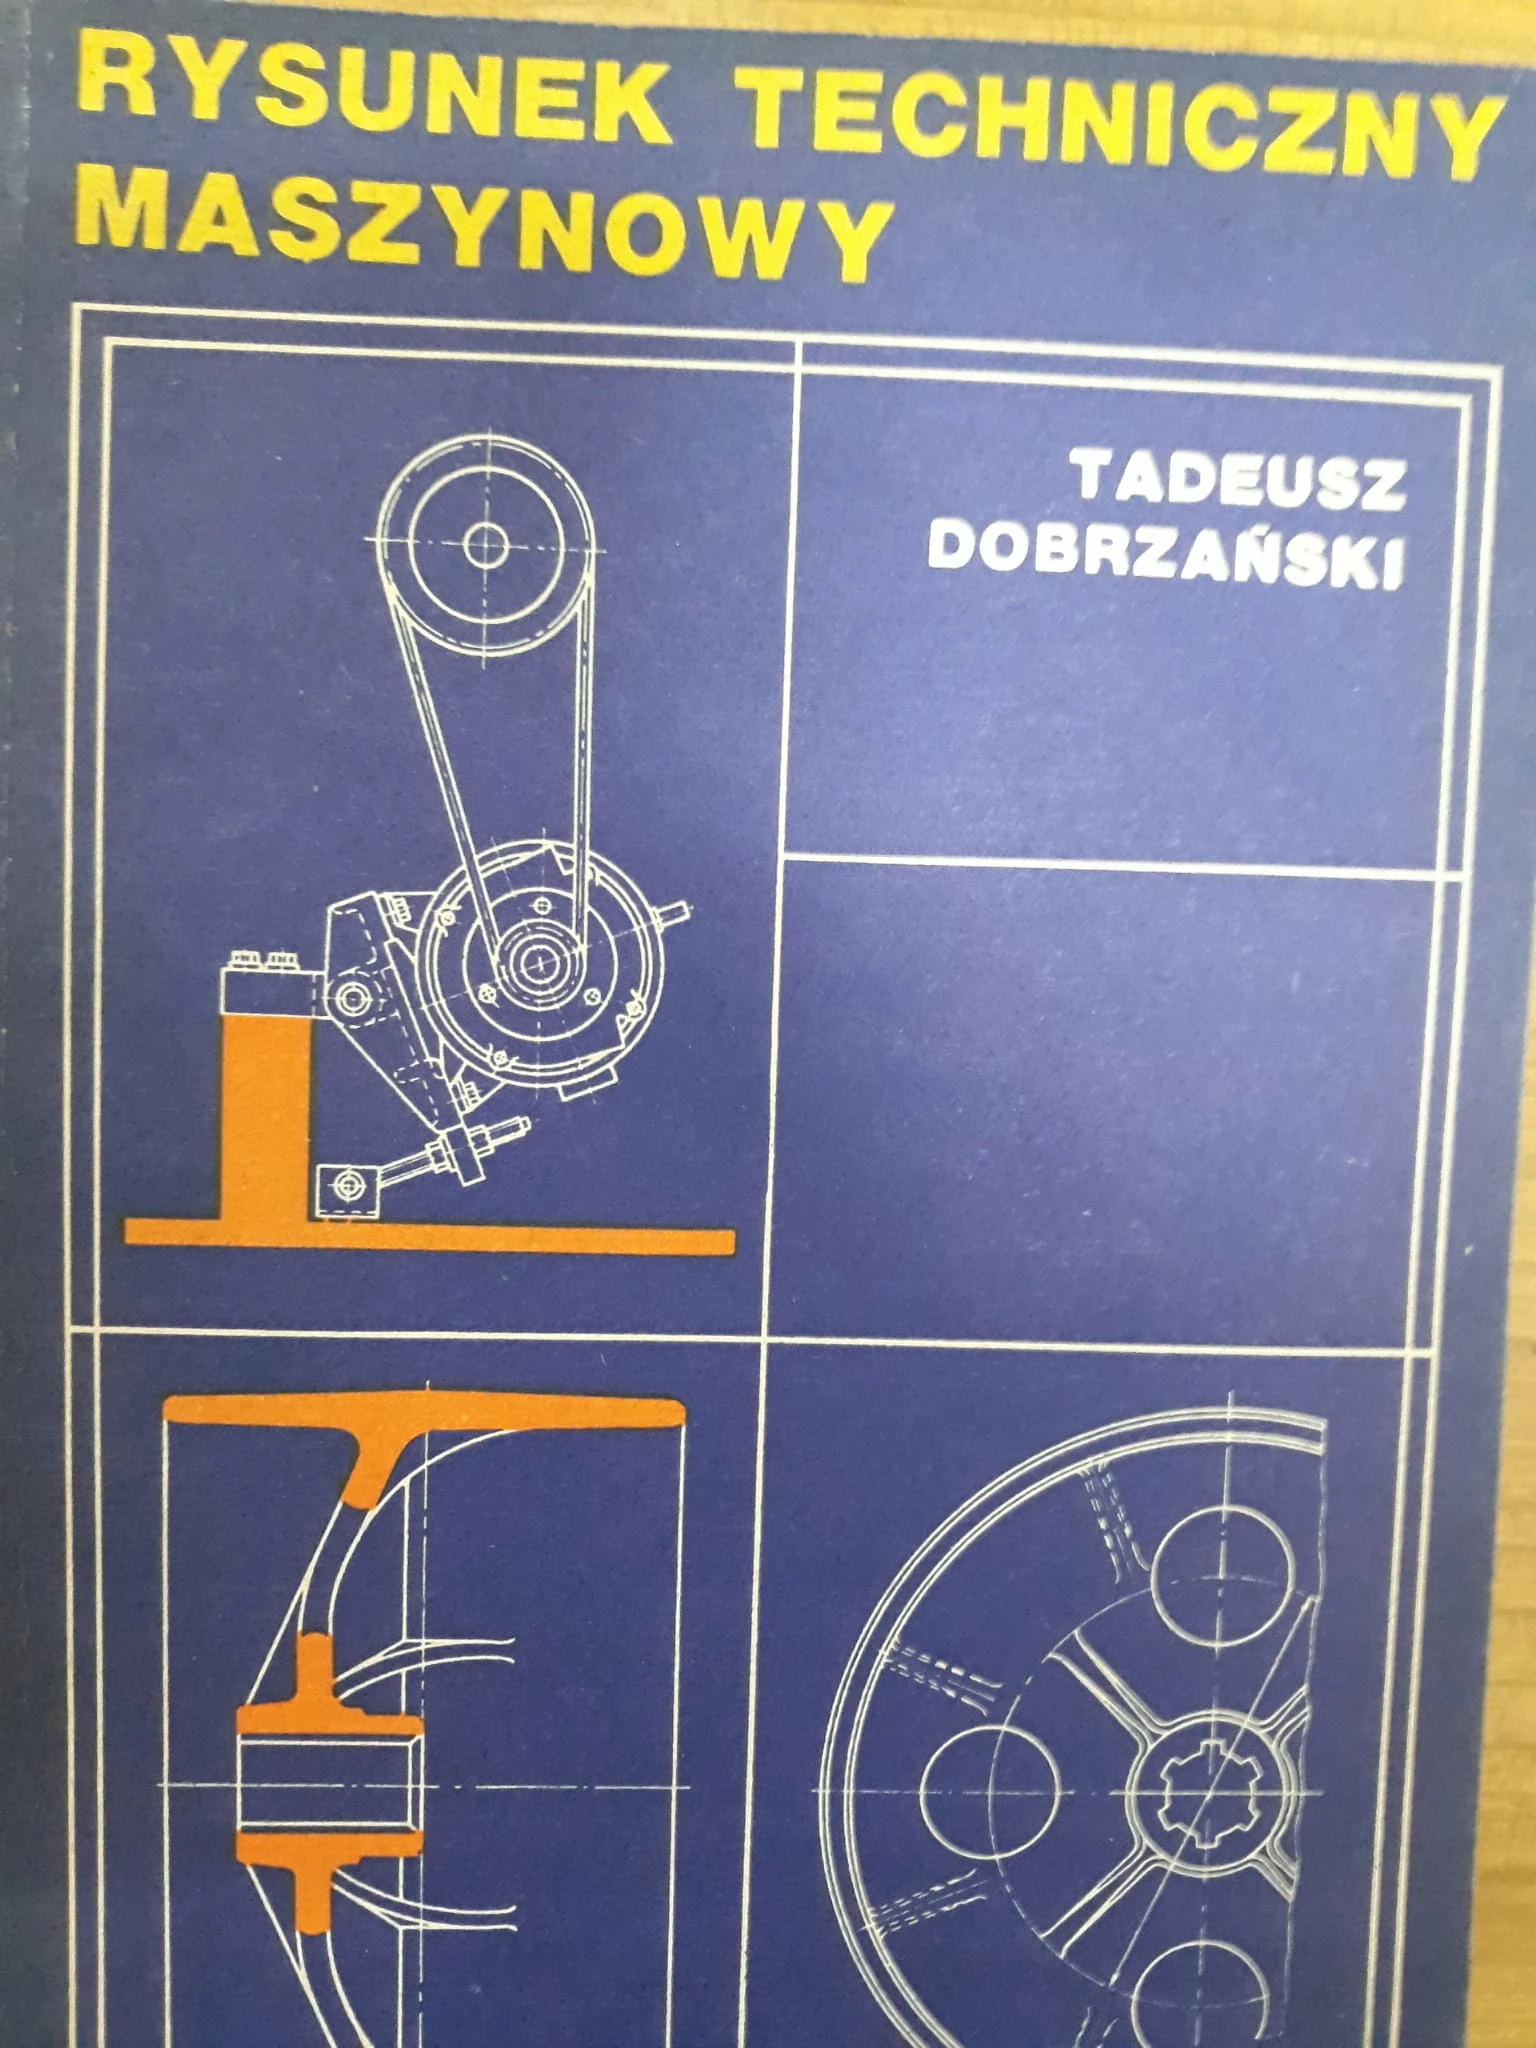 RYSUNEK TECHNICZNY
MASZYNOWY
TADEUSZ
DOBRZAŃSKI